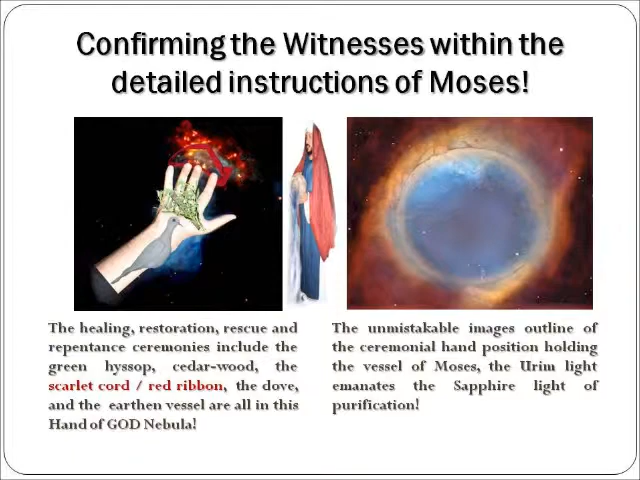 Confirming the Witnesses within the
detailed instructions of Moses!
The healing, restoration, rescue and
repentance ceremonies include the
green hyssop, cedar-wood, the
scarlet cord / red ribbon, the dove,
and the earthen vessel are all in this
Hand of GOD Nebula!
The unmistakable images outline of
the ceremonial hand position holding
the vessel of Moses, the Urim light
emanates the Sapphire light of
purification!